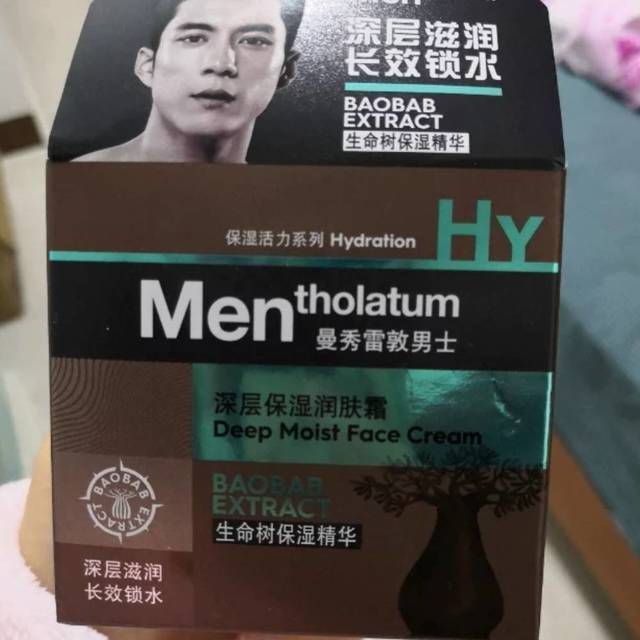 深层滋润
长效锁水
BAOBAB
EXTRACT
生命树保湿精华
HY
保湿活力系列 Hydration
Mentholatum
曼秀雷敦男士
深层保湿润肤霜
Deep Moist Face Cream
BAOBAB
EXTRACT
生命树保湿精华
BAOBAB EXTRACT
深层滋润
长效锁水